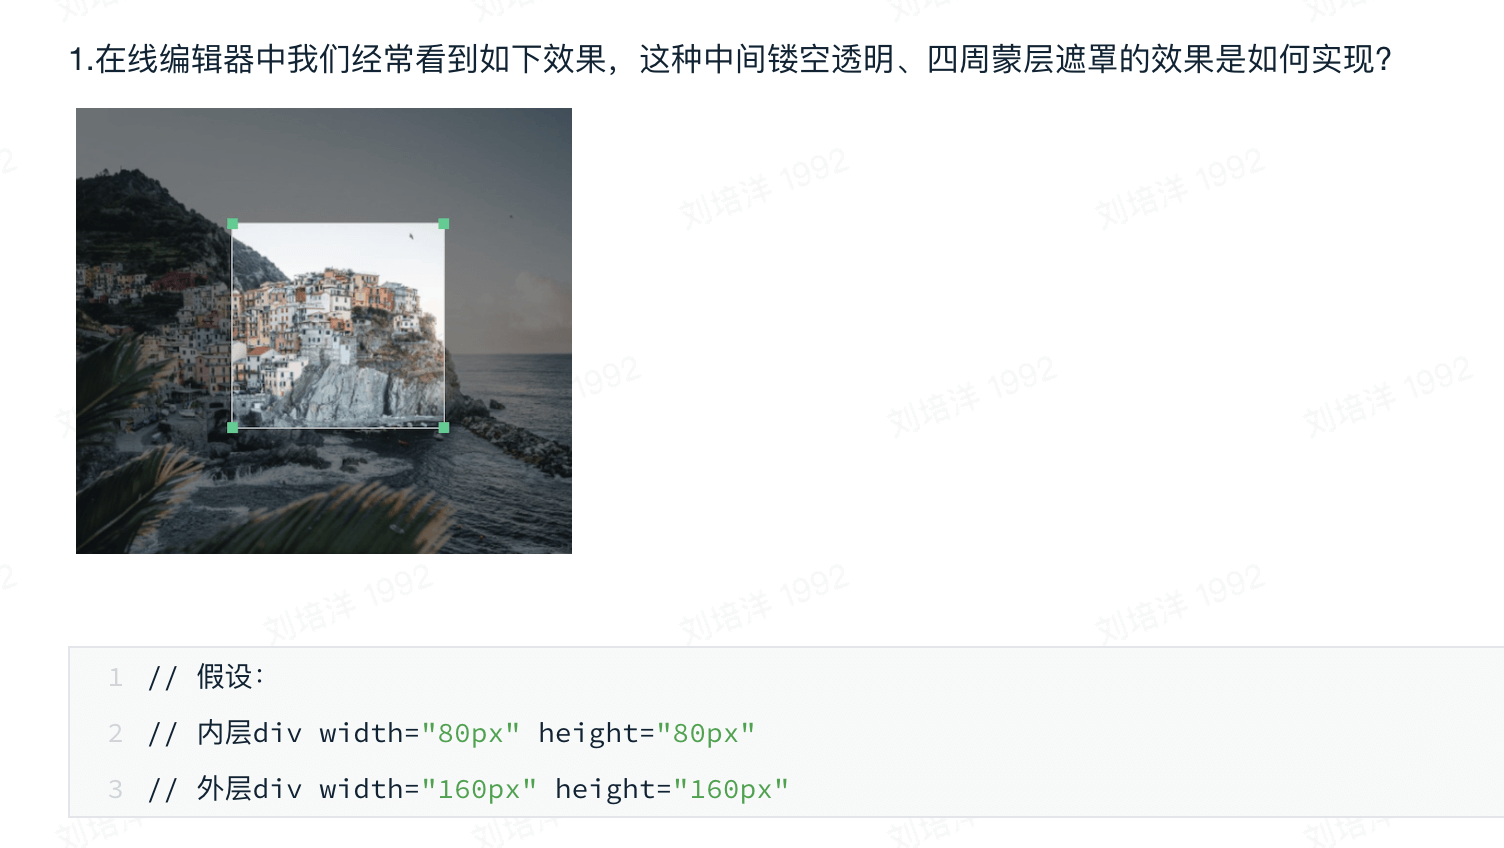 1.在线编辑器中我们经常看到如下效果，这种中间镂空透明、四周蒙层遮罩的效果是如何实现?
刘培洋 1992
刘培洋 1992
1992
刘培洋 1992
刘培洋 1992
刘培洋 1992
刘培洋 1992
刘培洋 1992
1 // 假设：
2 // 内层div width="80px" height="80px"
3 // 外层div width="160px" height="160px"